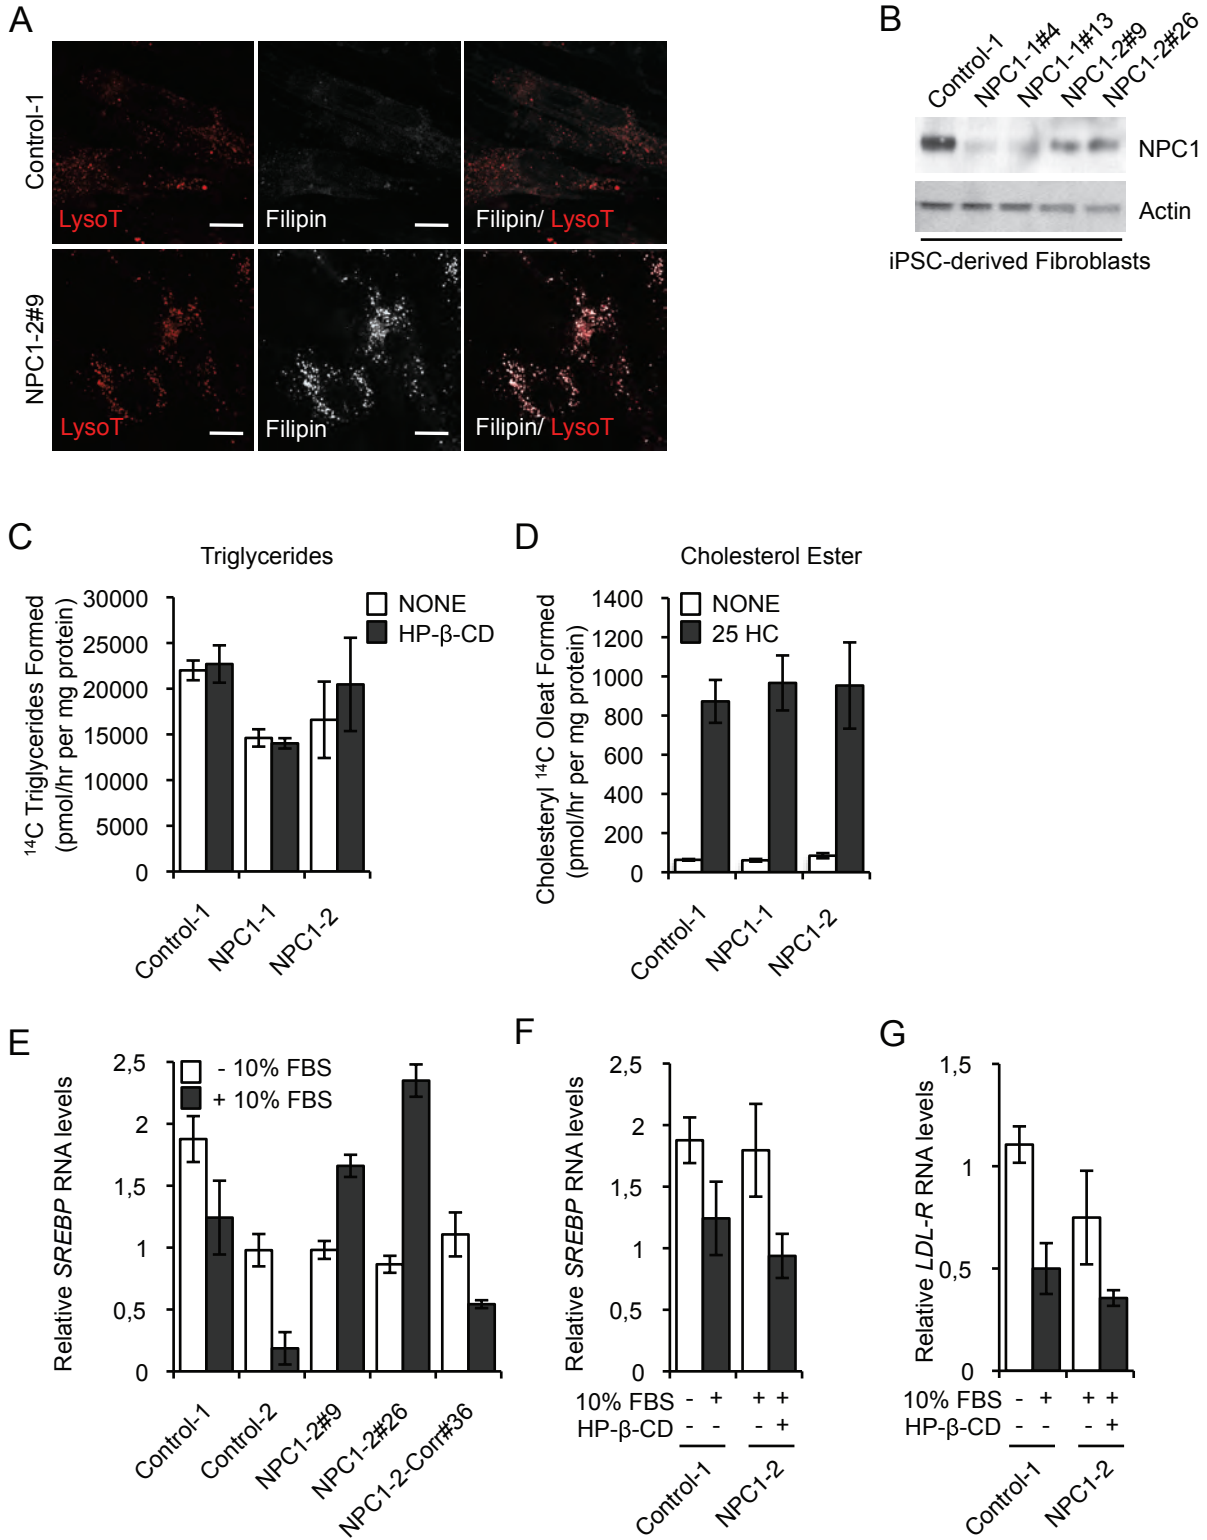 A
Control-1
LysoT
Filipin
Filipin/ LysoT
NPC1-2#9
LysoT
Filipin
Filipin/ LysoT
B
Control-1
NPC1-1#4
NPC1-1#13
NPC1-2#9
NPC1-2#26
NPC1
Actin
iPSC-derived Fibroblasts
C
Triglycerides
¹⁴C Triglycerides Formed
(pmol/hr per mg protein)
30000
25000
20000
15000
10000
5000
0
NONE
HP-β-CD
Control-1
NPC1-1
NPC1-2
D
Cholesterol Ester
Cholesteryl ¹⁴C Oleat Formed
(pmol/hr per mg protein)
1400
1200
1000
800
600
400
200
0
NONE
25 HC
Control-1
NPC1-1
NPC1-2
E
Relative SREBP RNA levels
2,5
2
1,5
1
0,5
0
- 10% FBS
+ 10% FBS
Control-1
Control-2
NPC1-2#9
NPC1-2#26
NPC1-2-Corr#36
F
Relative SREBP RNA levels
2,5
2
1,5
1
0,5
0
10% FBS - + + +
HP-β-CD - - - +
Control-1
NPC1-2
G
Relative LDL-R RNA levels
1,5
1
0,5
0
10% FBS - + + +
HP-β-CD - - - +
Control-1
NPC1-2